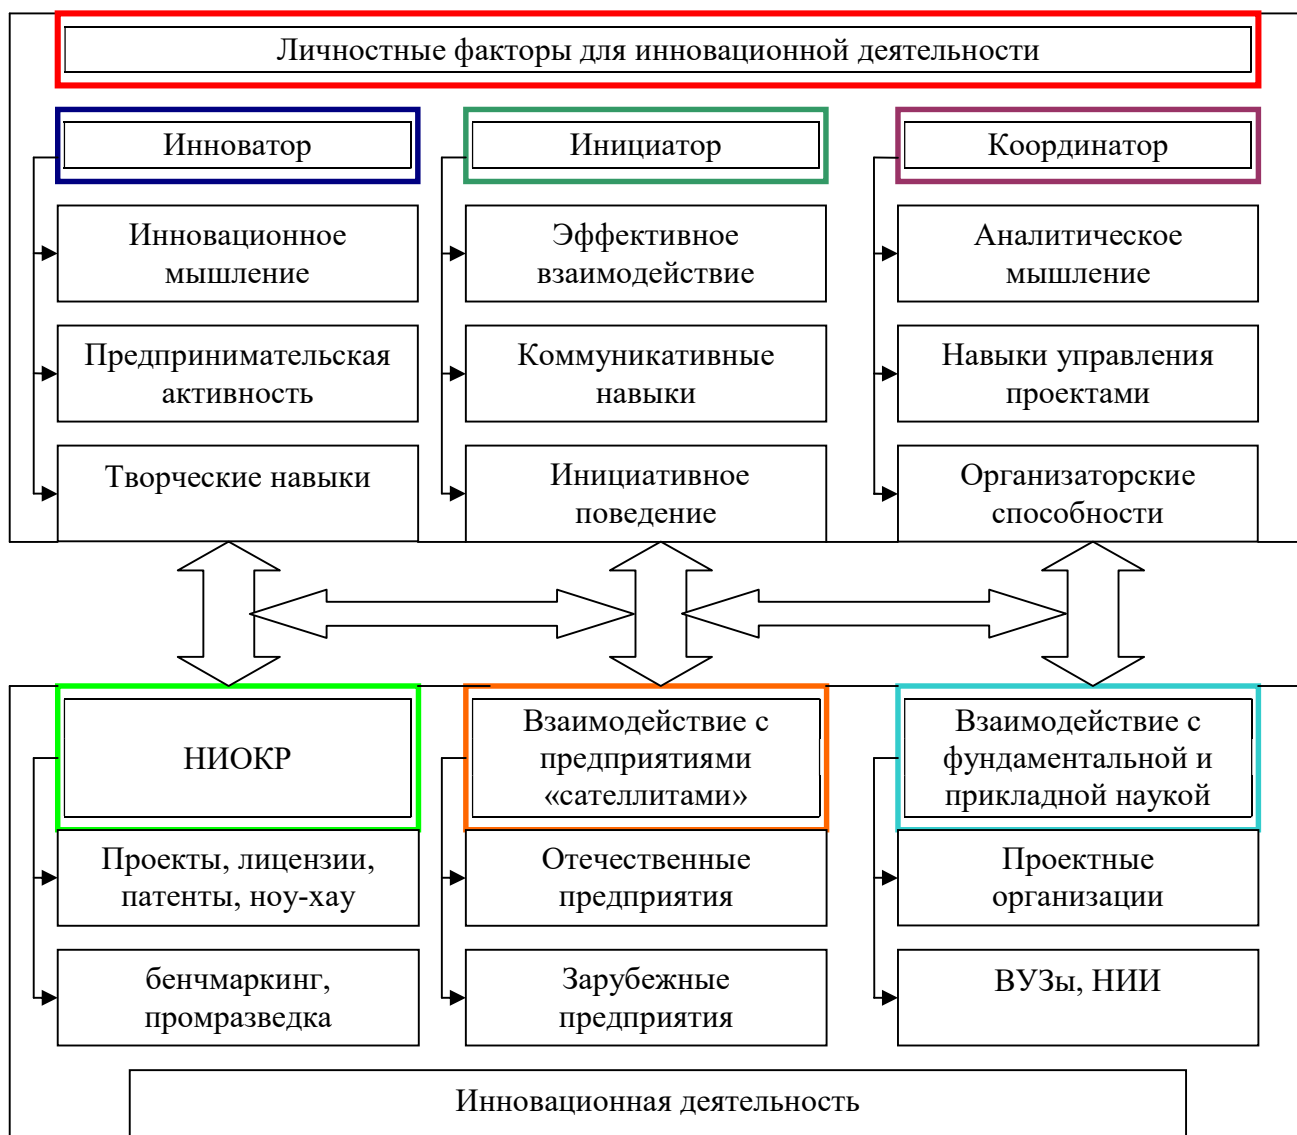 Личностные факторы для инновационной деятельности
Инноватор
Инициатор
Координатор
Инновационное
мышление
Эффективное
взаимодействие
Аналитическое
мышление
Предпринимательская
активность
Коммуникативные
навыки
Навыки управления
проектами
Творческие навыки
Инициативное
поведение
Организаторские
способности
НИОКР
Взаимодействие с
предприятиями
«сателлитами»
Взаимодействие с
фундаментальной и
прикладной наукой
Проекты, лицензии,
патенты, ноу-хау
Отечественные
предприятия
Проектные
организации
бенчмаркинг,
промразведка
Зарубежные
предприятия
ВУЗы, НИИ
Инновационная деятельность